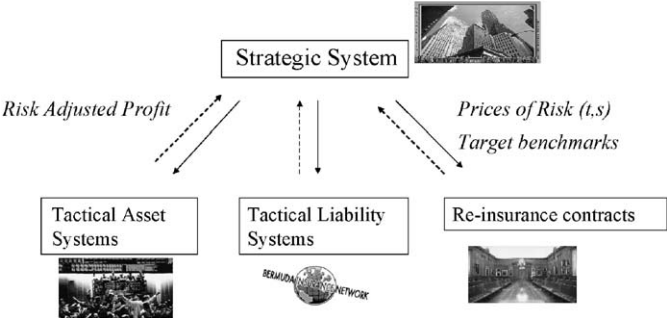 Strategic System
Risk Adjusted Profit
Prices of Risk (t,s)
Target benchmarks
Tactical Asset
Systems
Tactical Liability
Systems
Re-insurance contracts
BERMUDA INSURANCE NETWORK